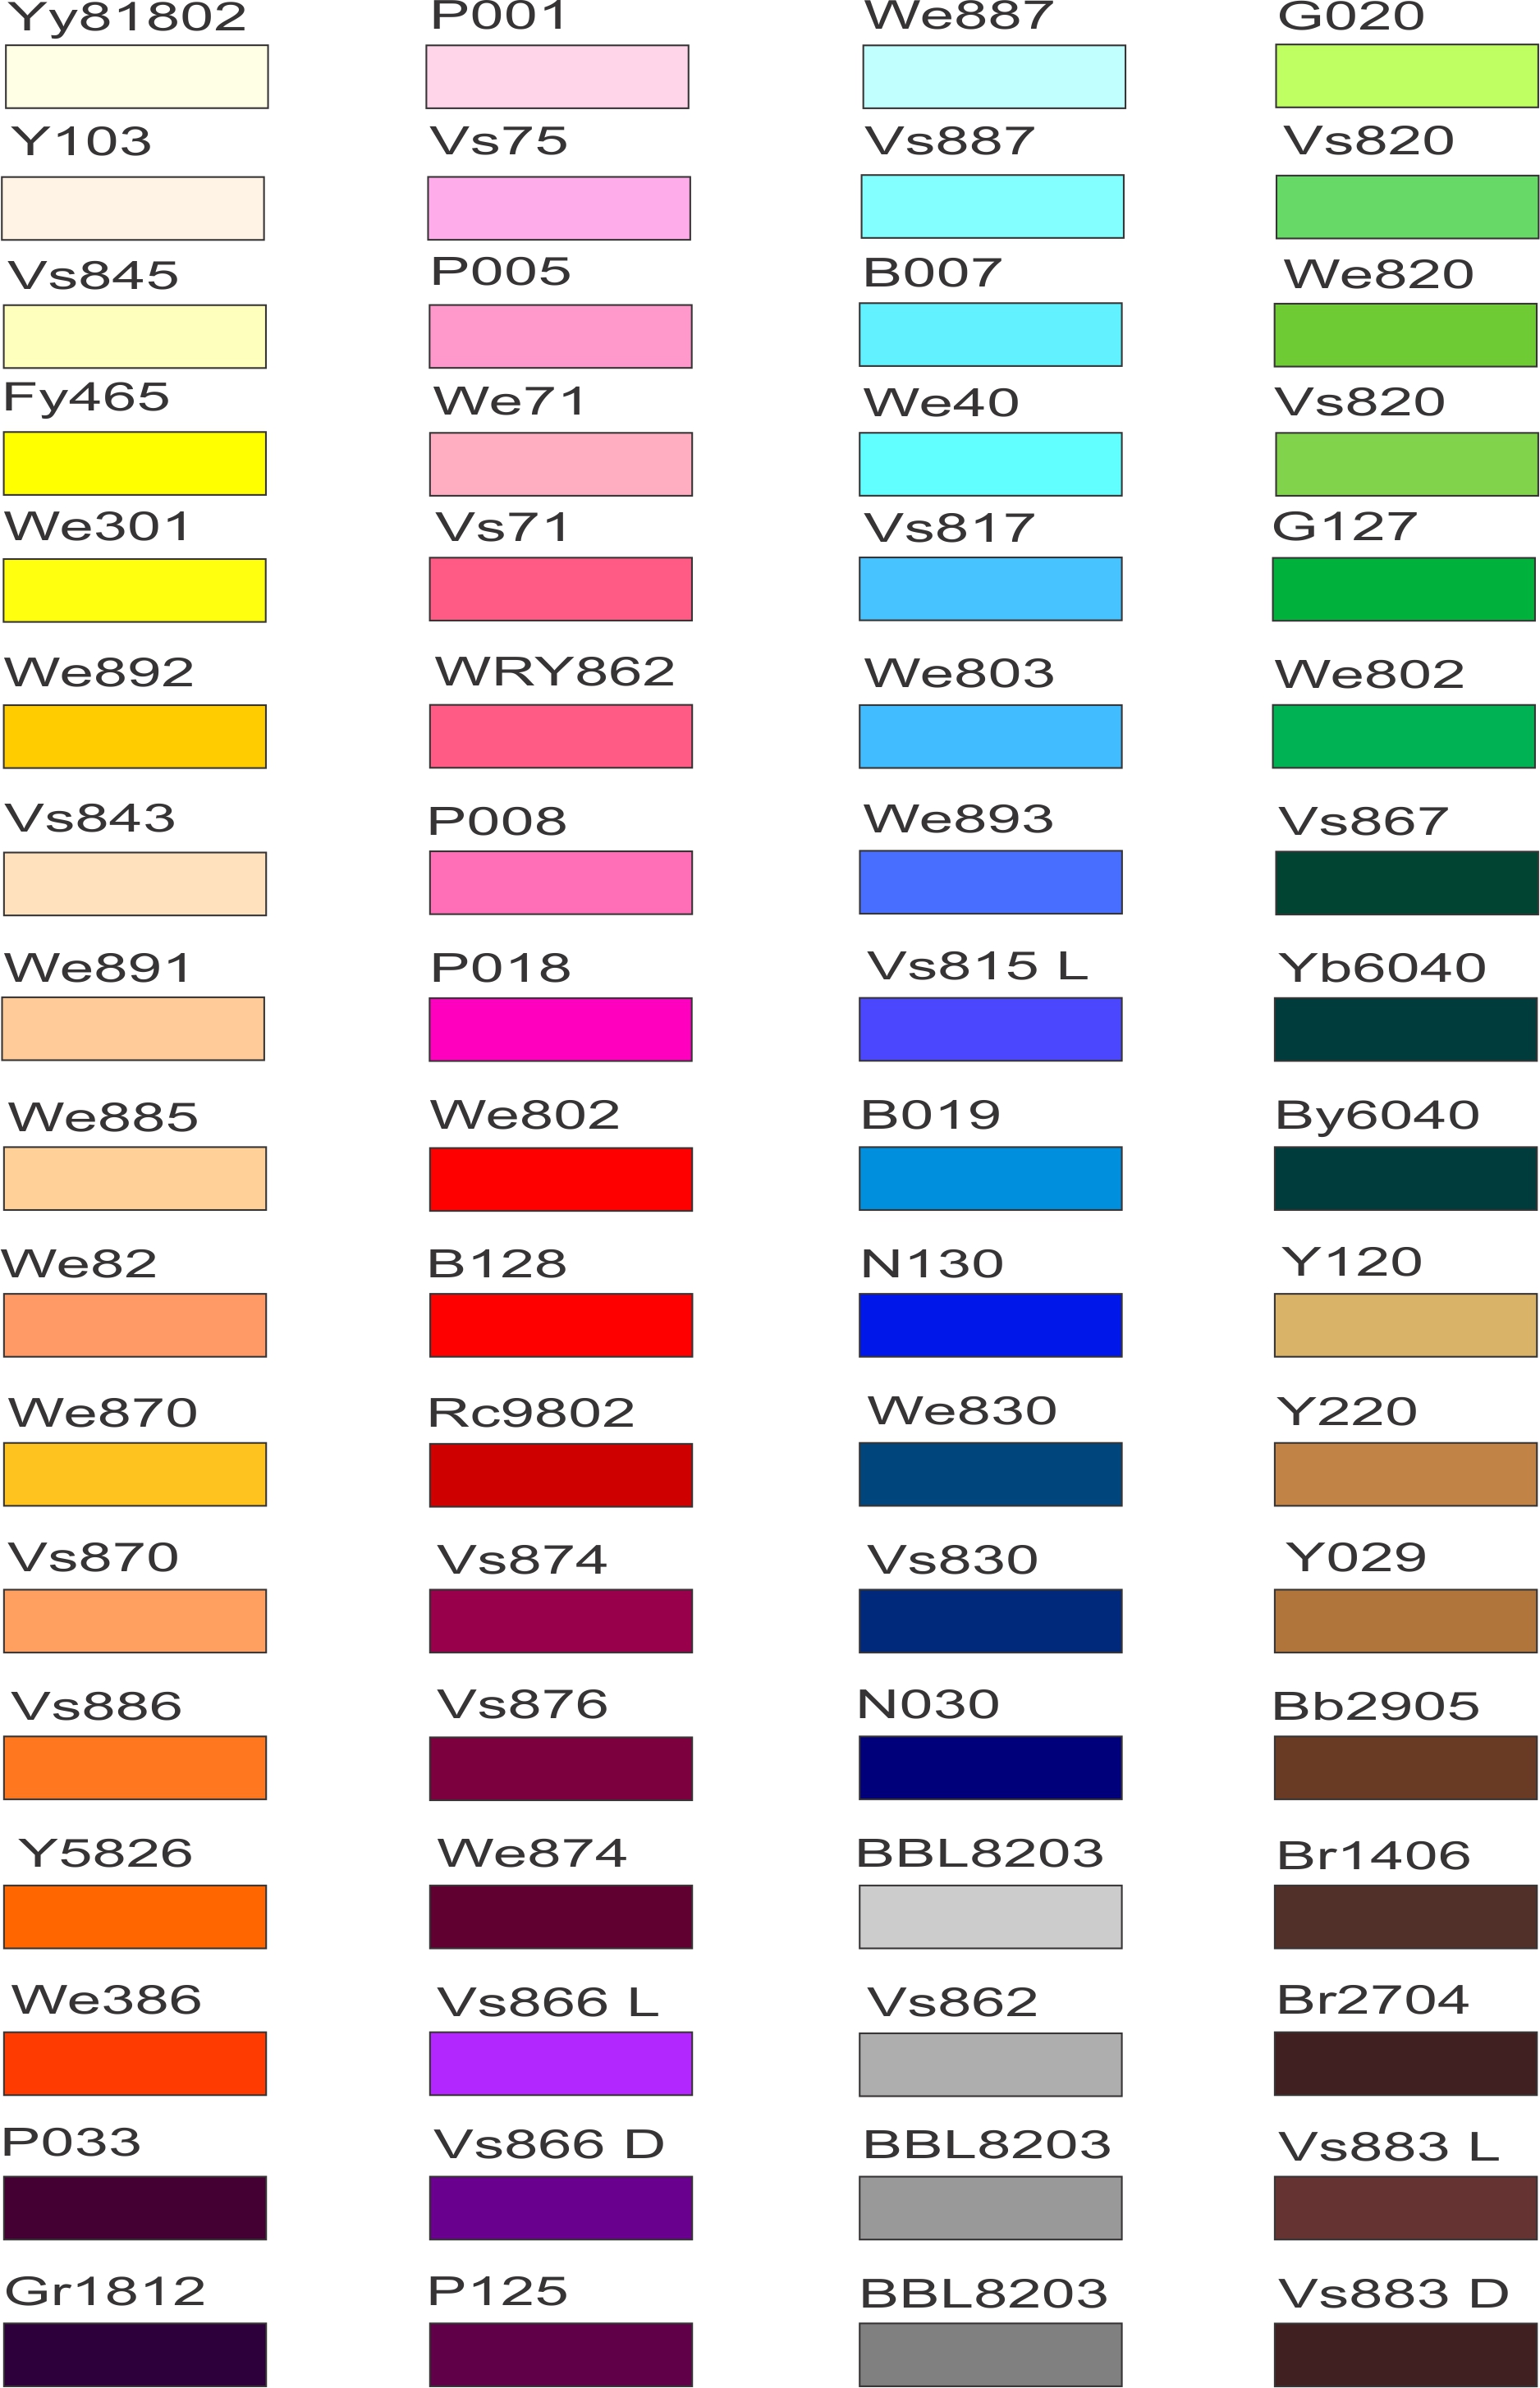 Yy81802 P001 We887 G020
Y103 Vs75 Vs887 Vs820
Vs845 P005 B007 We820
Fy465 We71 We40 Vs820
We301 Vs71 Vs817 G127
We892 WRY862 We803 We802
Vs843 P008 We893 Vs867
We891 P018 Vs815 L Yb6040
We885 We802 B019 By6040
We82 B128 N130 Y120
We870 Rc9802 We830 Y220
Vs870 Vs874 Vs830 Y029
Vs886 Vs876 N030 Bb2905
Y5826 We874 BBL8203 Br1406
We386 Vs866 L Vs862 Br2704
P033 Vs866 D BBL8203 Vs883 L
Gr1812 P125 BBL8203 Vs883 D